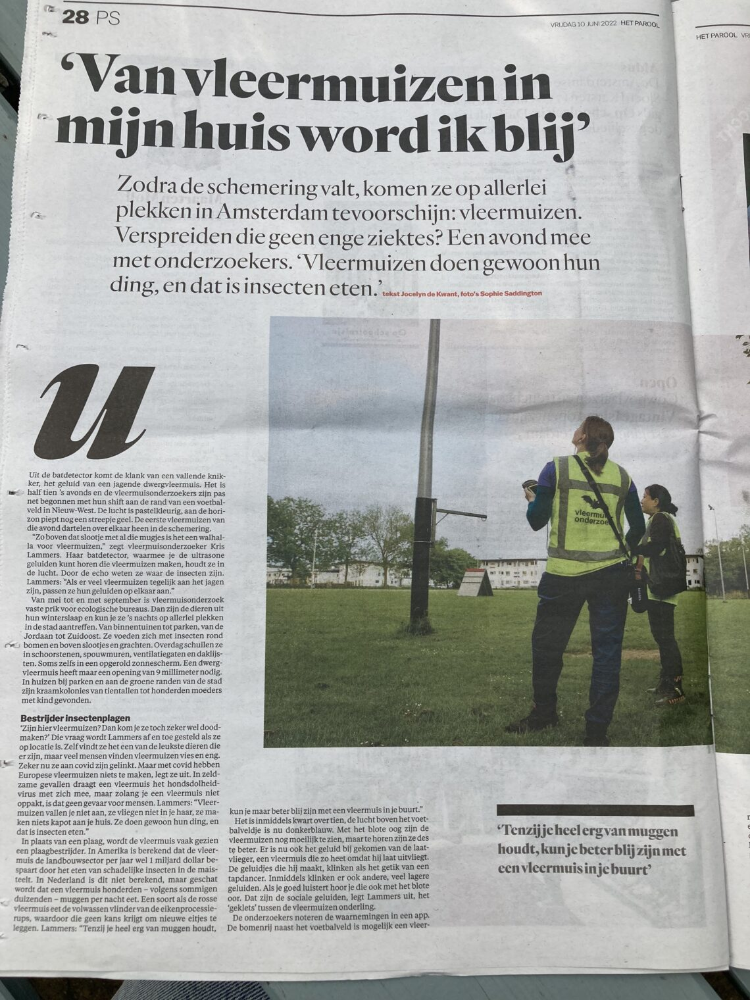 28 PS
VRIJDAG 10 JUNI 2022 HET PAROOL
HET PAROOL
‘Van vleermuizen in
mijn huis word ik blij’
Zodra de schemering valt, komen ze op allerlei
plekken in Amsterdam tevoorschijn: vleermuizen.
Verspreiden die geen enge ziektes? Een avond mee
met onderzoekers. ‘Vleermuizen doen gewoon hun
ding, en dat is insecten eten.’ tekst Jocelyn de Kwant, foto's Sophie Saddington
u
Uit de batdetector komt de klank van een vallende knik-
ker, het geluid van een jagende dwergvleermuis. Het is
half tien ’s avonds en de vleermuisonderzoekers zijn pas
net begonnen met hun shift aan de rand van een voetbal-
veld in Nieuw-West. De lucht is pastelkleurig, aan de hori-
zon piept nog een streepje geel. De eerste vleermuizen van
die avond dartelen over elkaar heen in de schemering.
“Zo boven dat slootje met al die mugjes is het een walhal-
la voor vleermuizen,” zegt vleermuisonderzoeker Kris
Lammers. Haar batdetector, waarmee je de ultrasone
geluiden kunt horen die vleermuizen maken, houdt ze in
de lucht. Door de echo weten ze waar de insecten zijn.
Lammers: “Als er veel vleermuizen tegelijk aan het jagen
zijn, passen ze hun geluiden op elkaar aan.”
Van mei tot en met september is vleermuisonderzoek
vaste prik voor ecologische bureaus. Dan zijn de dieren uit
hun winterslaap en kun je ze ’s nachts op allerlei plekken
in de stad aantreffen. Van binnentuinen tot parken, van de
Jordaan tot Zuidoost. Ze voeden zich met insecten rond
bomen en boven slootjes en grachten. Overdag schuilen ze
in schoorstenen, spouwmuren, ventilatiegaten en daklijs-
ten. Soms zelfs in een opgerold zonnescherm. Een dwerg-
vleermuis heeft maar een opening van 9 millimeter nodig.
In huizen bij parken en aan de groene randen van de stad
zijn kraamkolonies van tientallen tot honderden moeders
met kind gevonden.
Bestrijder insectenplagen
‘Zijn hier vleermuizen? Dan kom je ze toch zeker wel dood-
maken?’ Die vraag wordt Lammers af en toe gesteld als ze
op locatie is. Zelf vindt ze het een van de leukste dieren die
er zijn, maar veel mensen vinden vleermuizen vies en eng.
Zeker nu ze aan covid zijn gelinkt. Maar met covid hebben
Europese vleermuizen niets te maken, legt ze uit. In zeld-
zame gevallen draagt een vleermuis het hondsdolheid-
virus met zich mee, maar zolang je een vleermuis niet
oppakt, is dat geen gevaar voor mensen. Lammers: “Vleer-
muizen vallen je niet aan, ze vliegen niet in je haar, ze ma-
ken niets kapot aan je huis. Ze doen gewoon hun ding, en
dat is insecten eten.”
In plaats van een plaag, wordt de vleermuis vaak gezien
een plaagbestrijder. In Amerika is berekend dat de vleer-
muis de landbouwsector per jaar wel 1 miljard dollar be-
spaart door het eten van schadelijke insecten in de mais-
teelt. In Nederland is dit niet berekend, maar geschat
wordt dat een vleermuis honderden – volgens sommigen
duizenden – muggen per nacht eet. Een soort als de rosse
vleermuis eet de volwassen vlinder van de eikenprocessie-
rups, waardoor die geen kans krijgt om nieuwe eitjes te
leggen. Lammers: “Tenzij je heel erg van muggen houdt,
kun je maar beter blij zijn met een vleermuis in je buurt.”
Het is inmiddels kwart over tien, de lucht boven het voet-
balveldje is nu donkerblauw. Met het blote oog zijn de
vleermuizen nog moeilijk te zien, maar te horen zijn ze des
te beter. Er is nu ook het geluid bij gekomen van de laat-
vlieger, een vleermuis die zo heet omdat hij laat uitvliegt.
De geluidjes die hij maakt, klinken als het getik van een
tapdancer. Inmiddels klinken er ook andere, veel lagere
geluiden. Als je goed luistert hoor je die ook met het blote
oor. Dat zijn de sociale geluiden, legt Lammers uit, het
‘geklets’ tussen de vleermuizen onderling.
De onderzoekers noteren de waarnemingen in een app.
De bomenrij naast het voetbalveld is mogelijk een vleer-
vleermui
onderzoe
‘Tenzij je heel erg van muggen
houdt, kun je beter blij zijn met
een vleermuis in je buurt’